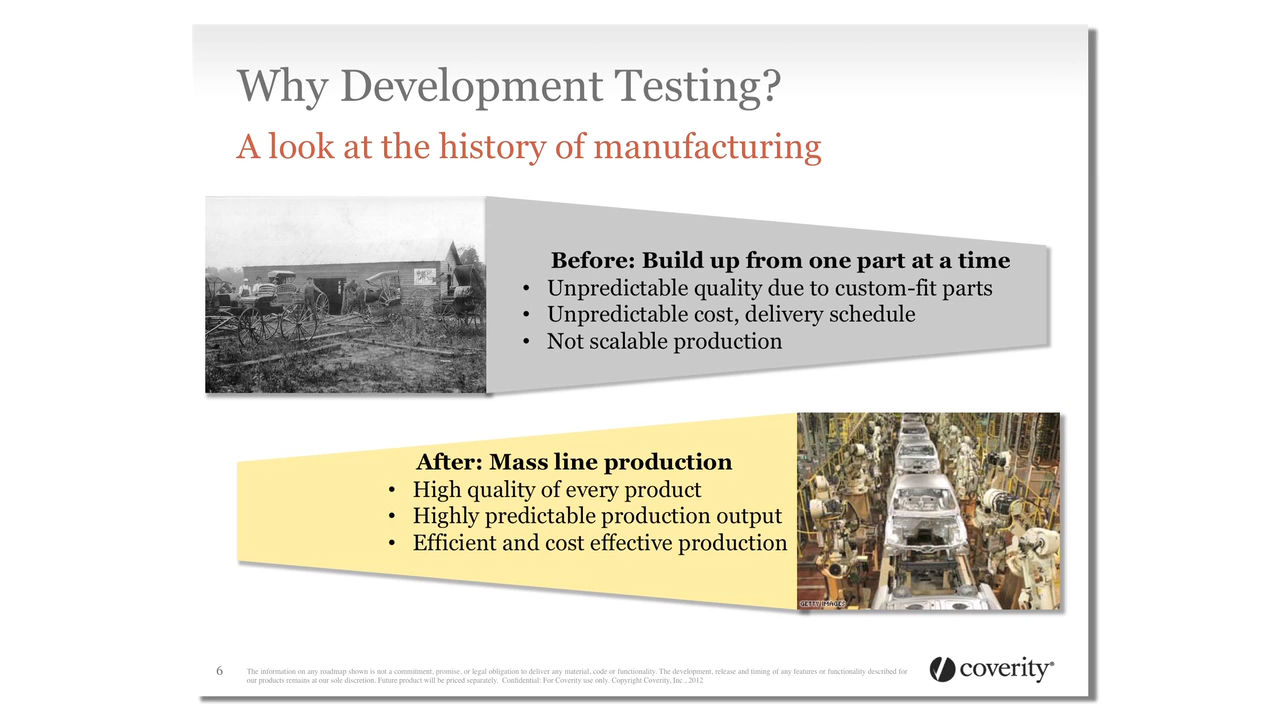 Why Development Testing?
A look at the history of manufacturing
Before: Build up from one part at a time
• Unpredictable quality due to custom-fit parts
• Unpredictable cost, delivery schedule
• Not scalable production
After: Mass line production
• High quality of every product
• Highly predictable production output
• Efficient and cost effective production
GETTY IMAGES
6
The information on any roadmap shown is not a commitment, promise, or legal obligation to deliver any material, code or functionality. The development, release and timing of any features or functionality described for
our products remains at our sole discretion. Future product will be priced separately. Confidential: For Coverity use only. Copyright Coverity, Inc., 2012
coverity®